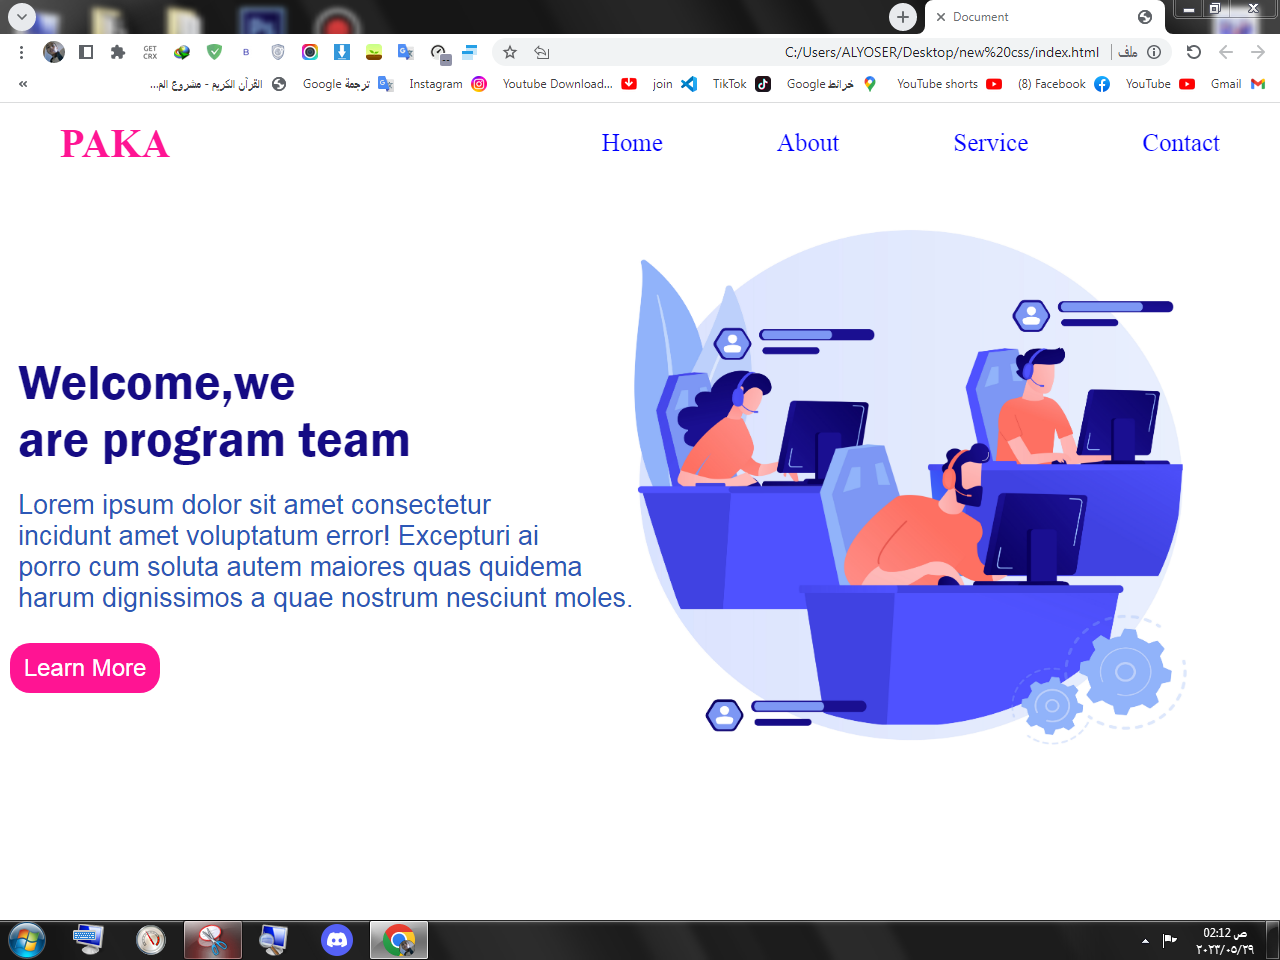 Document
C:/Users/ALYOSER/Desktop/new%20css/index.html
ملف
GET CRX
B
Gmail
YouTube
(8) Facebook
YouTube shorts
خرائط Google
TikTok
join
Youtube Download...
Instagram
ترجمة Google
القرآن الكريم - مشروع الم...
«
PAKA
Home
About
Service
Contact
Welcome,we
are program team
Lorem ipsum dolor sit amet consectetur
incidunt amet voluptatum error! Excepturi ai
porro cum soluta autem maiores quas quidema
harum dignissimos a quae nostrum nesciunt moles.
Learn More
02:12 ص
٢٠٢٣/٠٥/٢٩